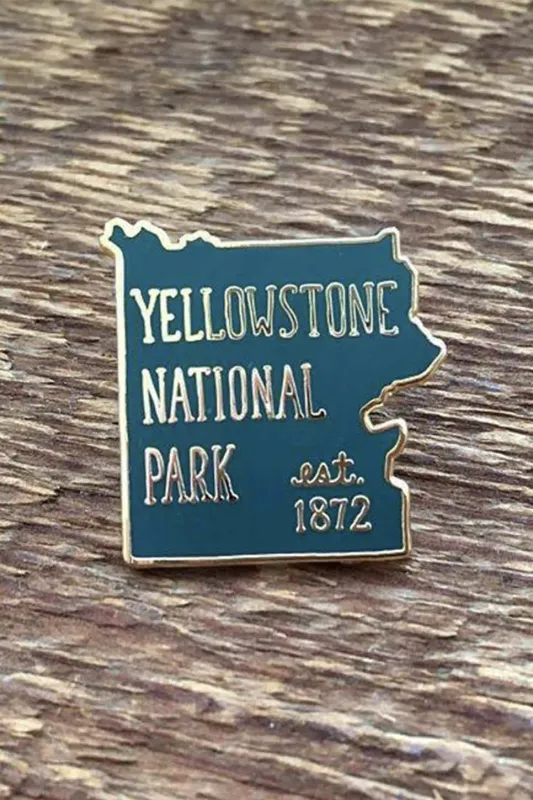 YELLOWSTONE
NATIONAL
PARK
est.
1872